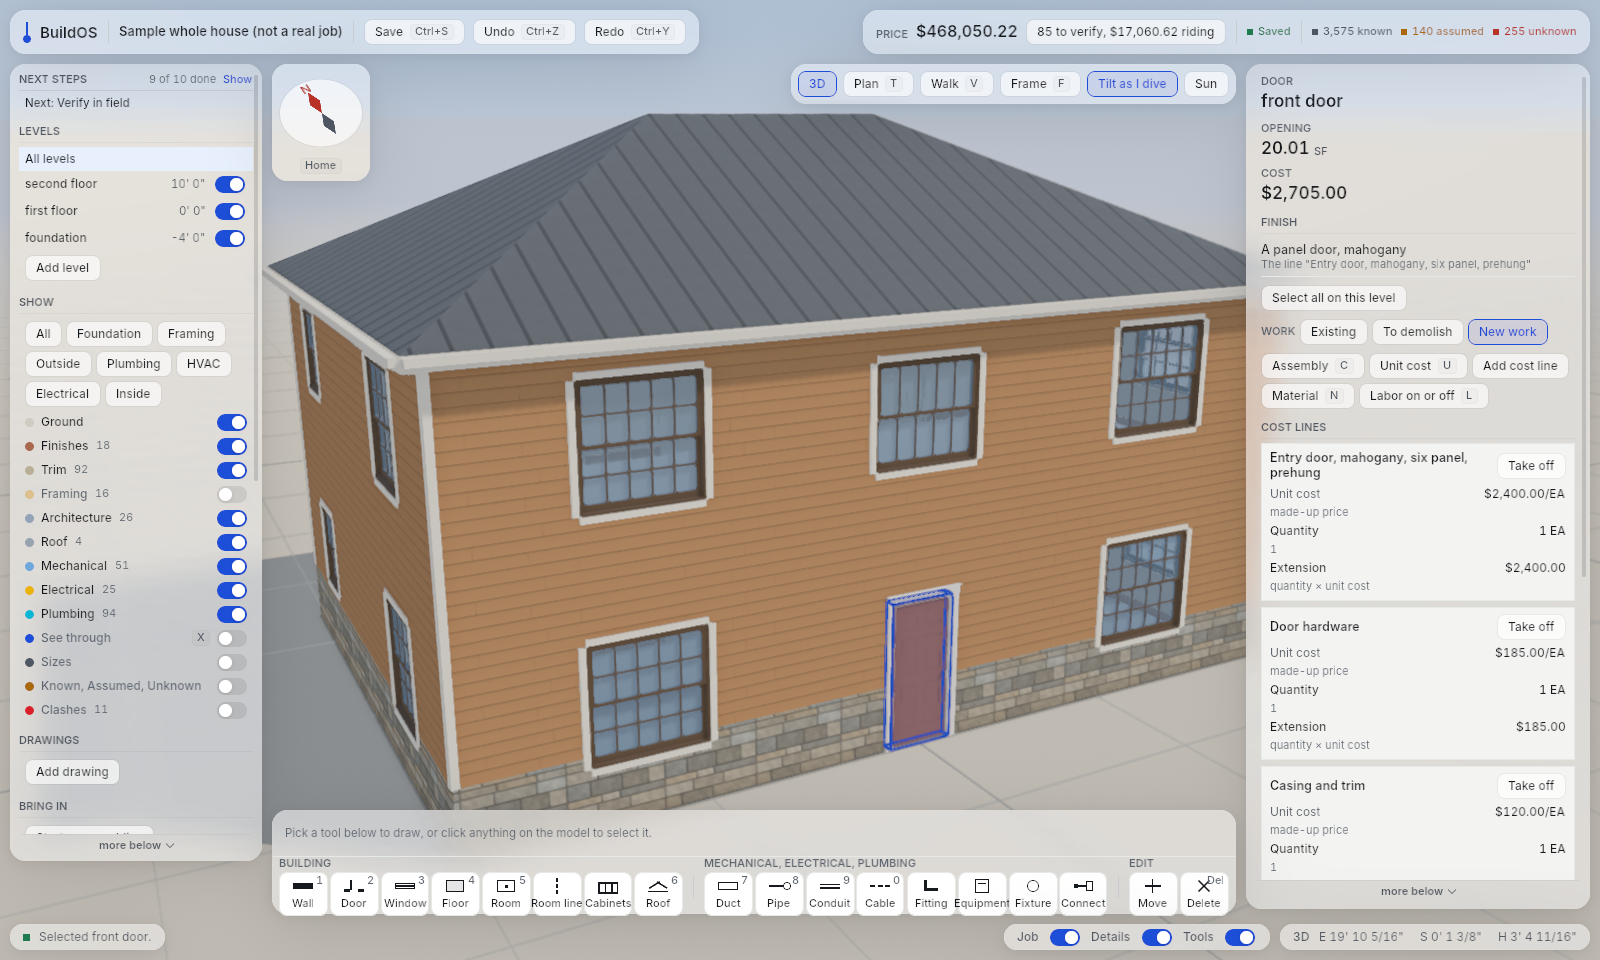 BuildOS
Sample whole house (not a real job)
Save Ctrl+S
Undo Ctrl+Z
Redo Ctrl+Y
PRICE $468,050.22
85 to verify, $17,060.62 riding
Saved
3,575 known
140 assumed
255 unknown
NEXT STEPS 9 of 10 done Show
Next: Verify in field
LEVELS
All levels
second floor 10' 0"
first floor 0' 0"
foundation -4' 0"
Add level
SHOW
All Foundation Framing
Outside Plumbing HVAC
Electrical Inside
Ground
Finishes 18
Trim 92
Framing 16
Architecture 26
Roof 4
Mechanical 51
Electrical 25
Plumbing 94
See through X
Sizes
Known, Assumed, Unknown
Clashes 11
DRAWINGS
Add drawing
BRING IN
more below
N
Home
3D
Plan T
Walk V
Frame F
Tilt as I dive
Sun
DOOR
front door
OPENING
20.01 SF
COST
$2,705.00
FINISH
A panel door, mahogany
The line "Entry door, mahogany, six panel, prehung"
Select all on this level
WORK Existing To demolish New work
Assembly C Unit cost U Add cost line
Material N Labor on or off L
COST LINES
Entry door, mahogany, six panel,
prehung
Take off
Unit cost $2,400.00/EA
made-up price
Quantity 1 EA
1
Extension $2,400.00
quantity × unit cost
Door hardware Take off
Unit cost $185.00/EA
made-up price
Quantity 1 EA
1
Extension $185.00
quantity × unit cost
Casing and trim Take off
Unit cost $120.00/EA
made-up price
Quantity 1 EA
1
more below
Pick a tool below to draw, or click anything on the model to select it.
BUILDING
Wall 1
Door 2
Window 3
Floor 4
Room 5
Room line
Cabinets
Roof 6
MECHANICAL, ELECTRICAL, PLUMBING
Duct 7
Pipe 8
Conduit 9
Cable 0
Fitting
Equipment
Fixture
Connect
EDIT
Move
Delete Del
Selected front door.
Job Details Tools
3D E 19' 10 5/16" S 0' 1 3/8" H 3' 4 11/16"